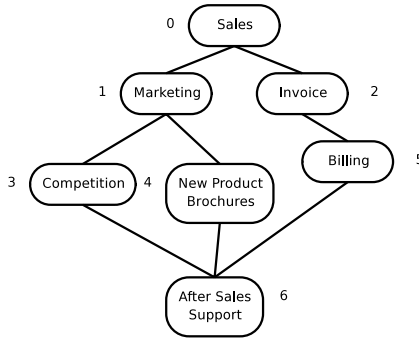 0 Sales
1 Marketing Invoice 2
Billing 5
3 Competition 4 New Product
Brochures
After Sales 6
Support